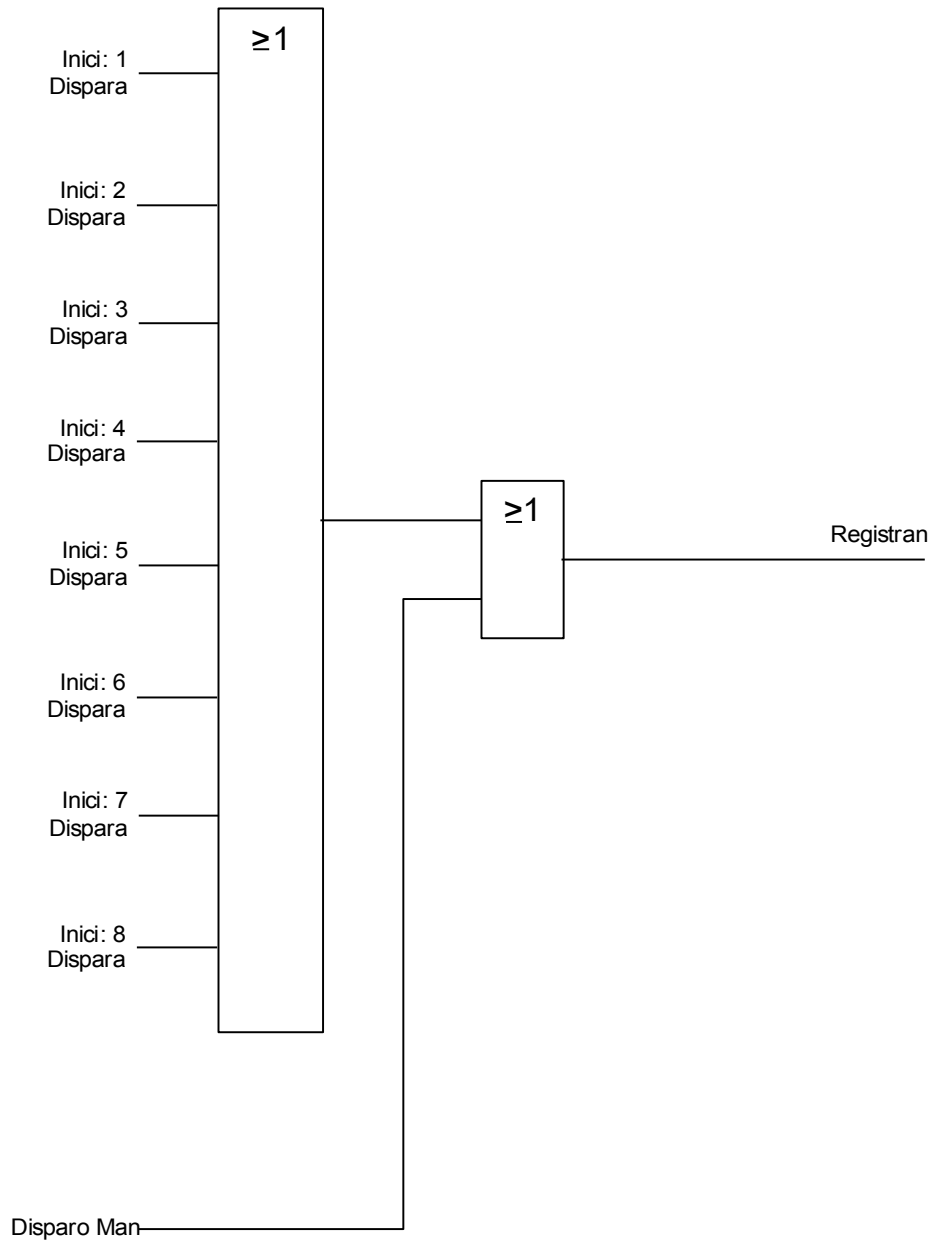 ≥1
Inici: 1
Dispara
Inici: 2
Dispara
Inici: 3
Dispara
Inici: 4
Dispara
Inici: 5
Dispara
Inici: 6
Dispara
Inici: 7
Dispara
Inici: 8
Dispara
≥1
Registran
Disparo Man